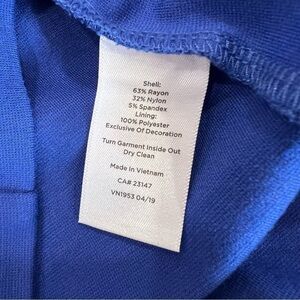 Shell:
63% Rayon
32% Nylon
5% Spandex
Lining:
100% Polyester
Exclusive Of Decoration
Turn Garment Inside Out
Dry Clean
Made in Vietnam
CA# 23147
VN1953 04/19